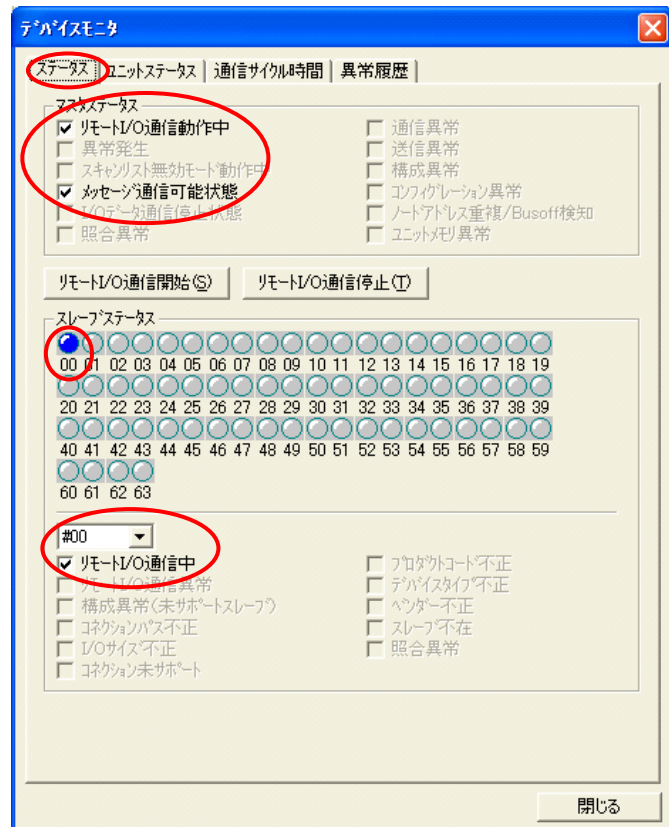 デバイスモニタ
ステータス ユニットステータス 通信サイクル時間 異常履歴
マスタステータス
リモートI/O通信動作中 通信異常
異常発生 送信異常
スキャンリスト無効モード動作中 構成異常
メッセージ通信可能状態 コンフィグレーション異常
I/Oデータ通信停止状態 ノードアドレス重複/Busoff検知
照合異常 ユニットメモリ異常
リモートI/O通信開始(S) リモートI/O通信停止(T)
スレーブステータス
00 01 02 03 04 05 06 07 08 09 10 11 12 13 14 15 16 17 18 19
20 21 22 23 24 25 26 27 28 29 30 31 32 33 34 35 36 37 38 39
40 41 42 43 44 45 46 47 48 49 50 51 52 53 54 55 56 57 58 59
60 61 62 63
#00
リモートI/O通信中 プロダクトコード不正
リモートI/O通信異常 デバイスタイプ不正
構成異常(未サポートスレーブ) ベンダー不正
コネクションパス不正 スレーブ不在
I/Oサイズ不正 照合異常
コネクション未サポート
閉じる